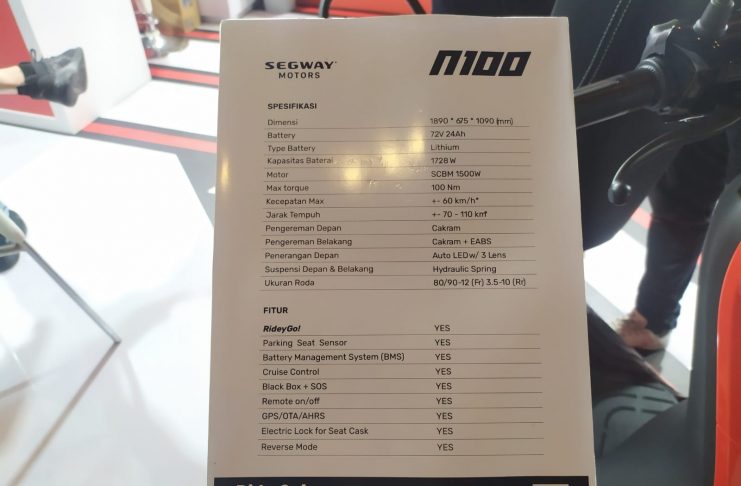 SEGWAY
MOTORS
N100
SPESIFIKASI
Dimensi 1890 * 675 * 1090 (mm)
Battery 72V 24Ah
Type Battery Lithium
Kapasitas Baterai 1728 W
Motor SCBM 1500W
Max torque 100 Nm
Kecepatan Max +- 60 km/h*
Jarak Tempuh +- 70 - 110 km*
Pengereman Depan Cakram
Pengereman Belakang Cakram + EABS
Penerangan Depan Auto LED w/ 3 Lens
Suspensi Depan & Belakang Hydraulic Spring
Ukuran Roda 80/90-12 (Fr) 3.5-10 (Rr)
FITUR
RideyGo! YES
Parking Seat Sensor YES
Battery Management System (BMS) YES
Cruise Control YES
Black Box + SOS YES
Remote on/off YES
GPS/OTA/AHRS YES
Electric Lock for Seat Cask YES
Reverse Mode YES